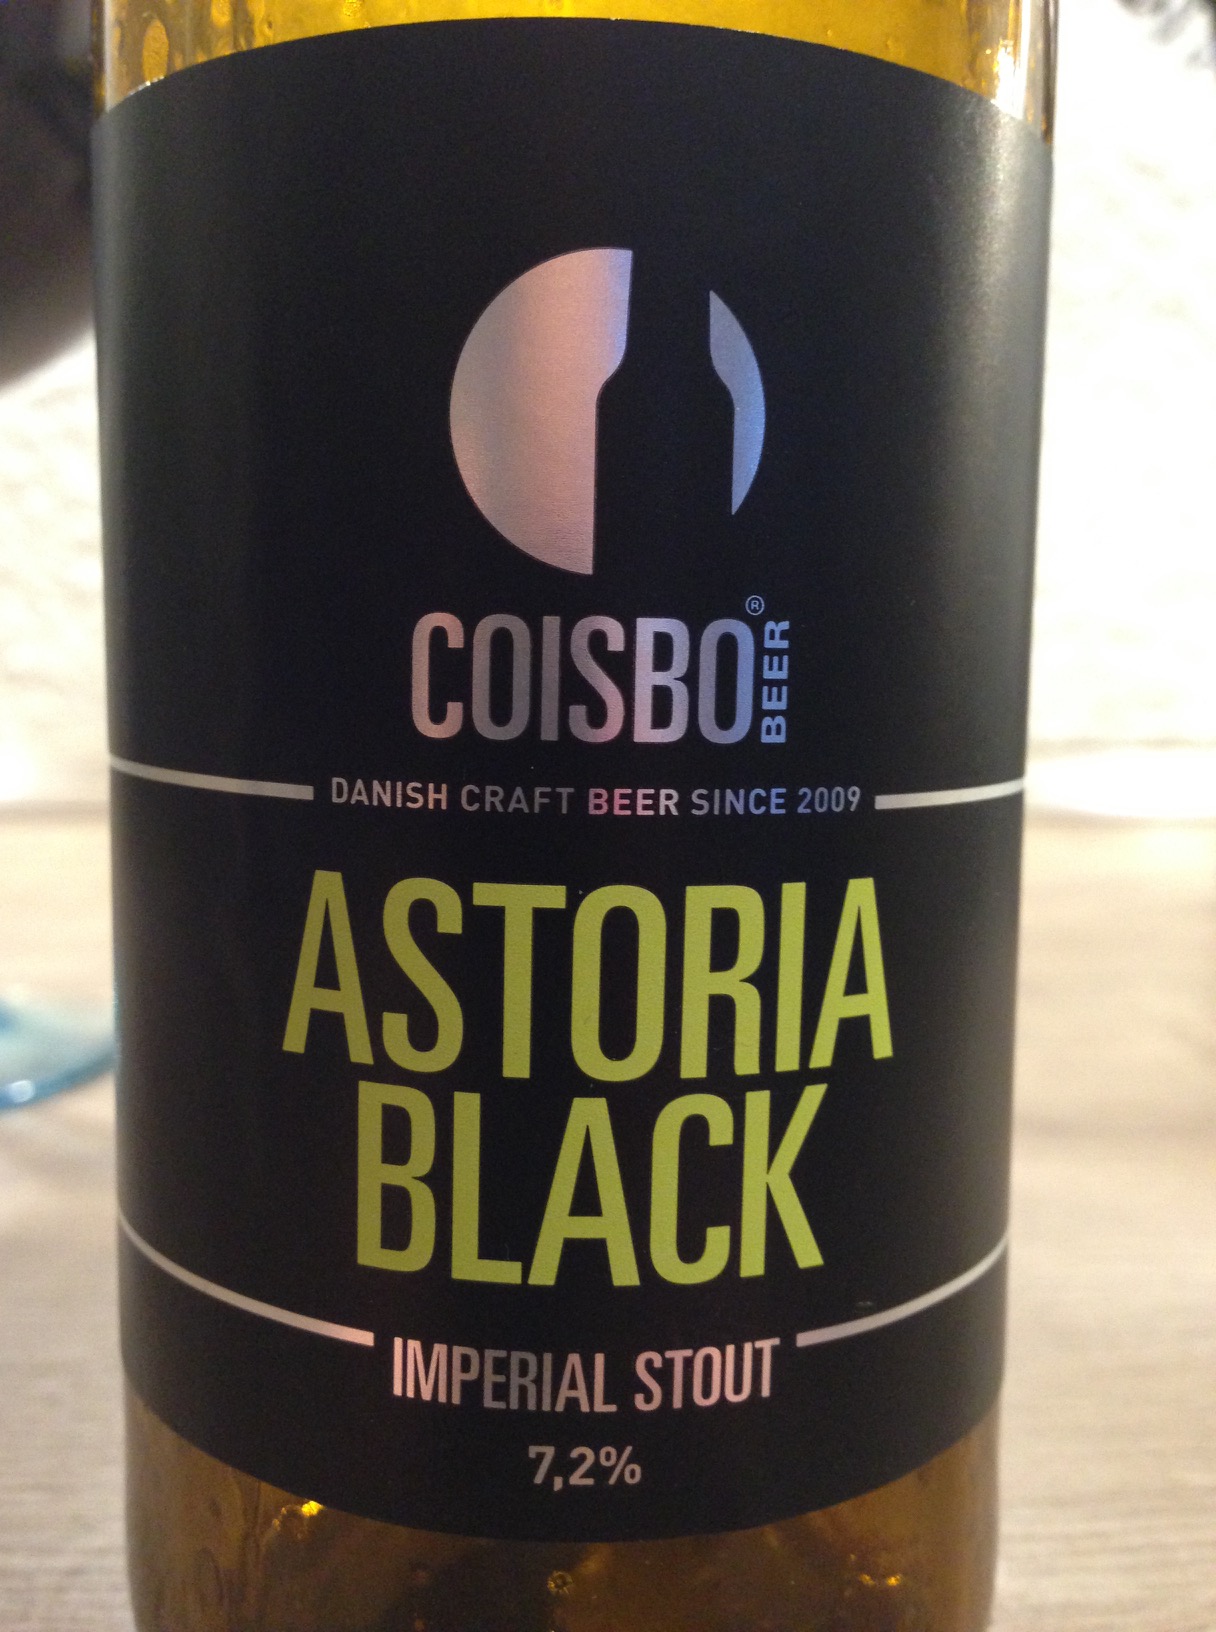 COISBO®
BEER
DANISH CRAFT BEER SINCE 2009
ASTORIA
BLACK
IMPERIAL STOUT
7,2%